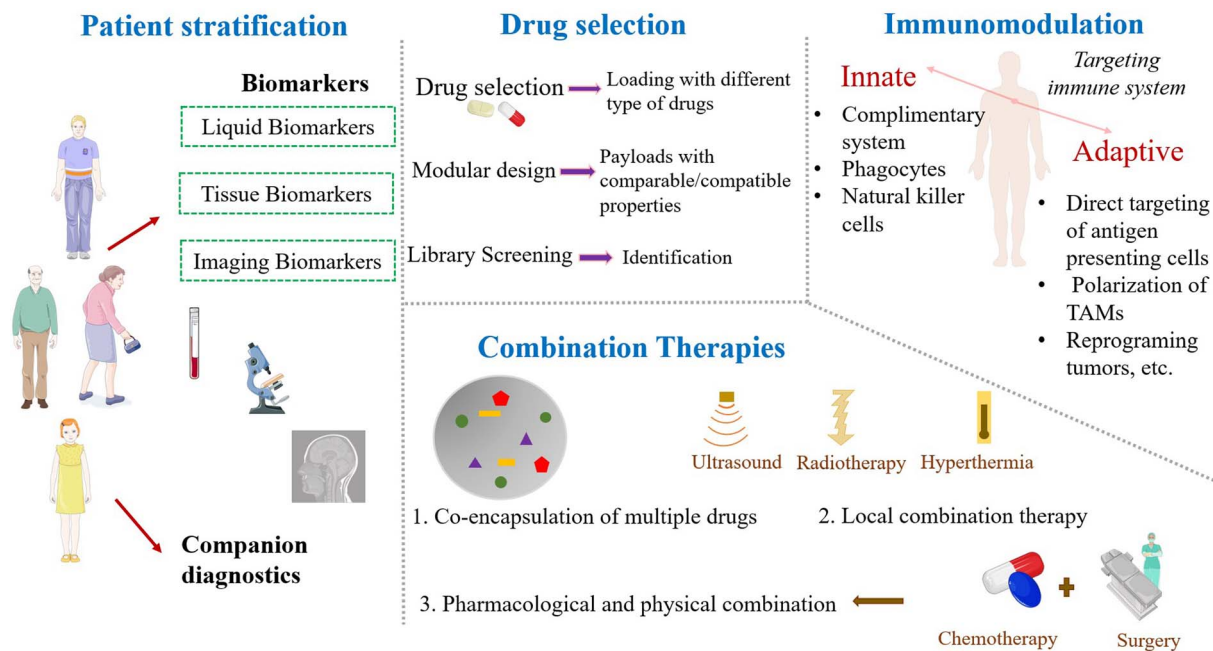 Patient stratification
Biomarkers
Liquid Biomarkers
Tissue Biomarkers
Imaging Biomarkers
Companion
diagnostics
Drug selection
Drug selection
Loading with different
type of drugs
Modular design
Payloads with
comparable/compatible
properties
Library Screening
Identification
Immunomodulation
Targeting
immune system
Innate
• Complimentary
system
• Phagocytes
• Natural killer
cells
Adaptive
• Direct targeting
of antigen
presenting cells
• Polarization of
TAMs
• Reprograming
tumors, etc.
Combination Therapies
Ultrasound
Radiotherapy
Hyperthermia
1. Co-encapsulation of multiple drugs
2. Local combination therapy
3. Pharmacological and physical combination
Chemotherapy
Surgery